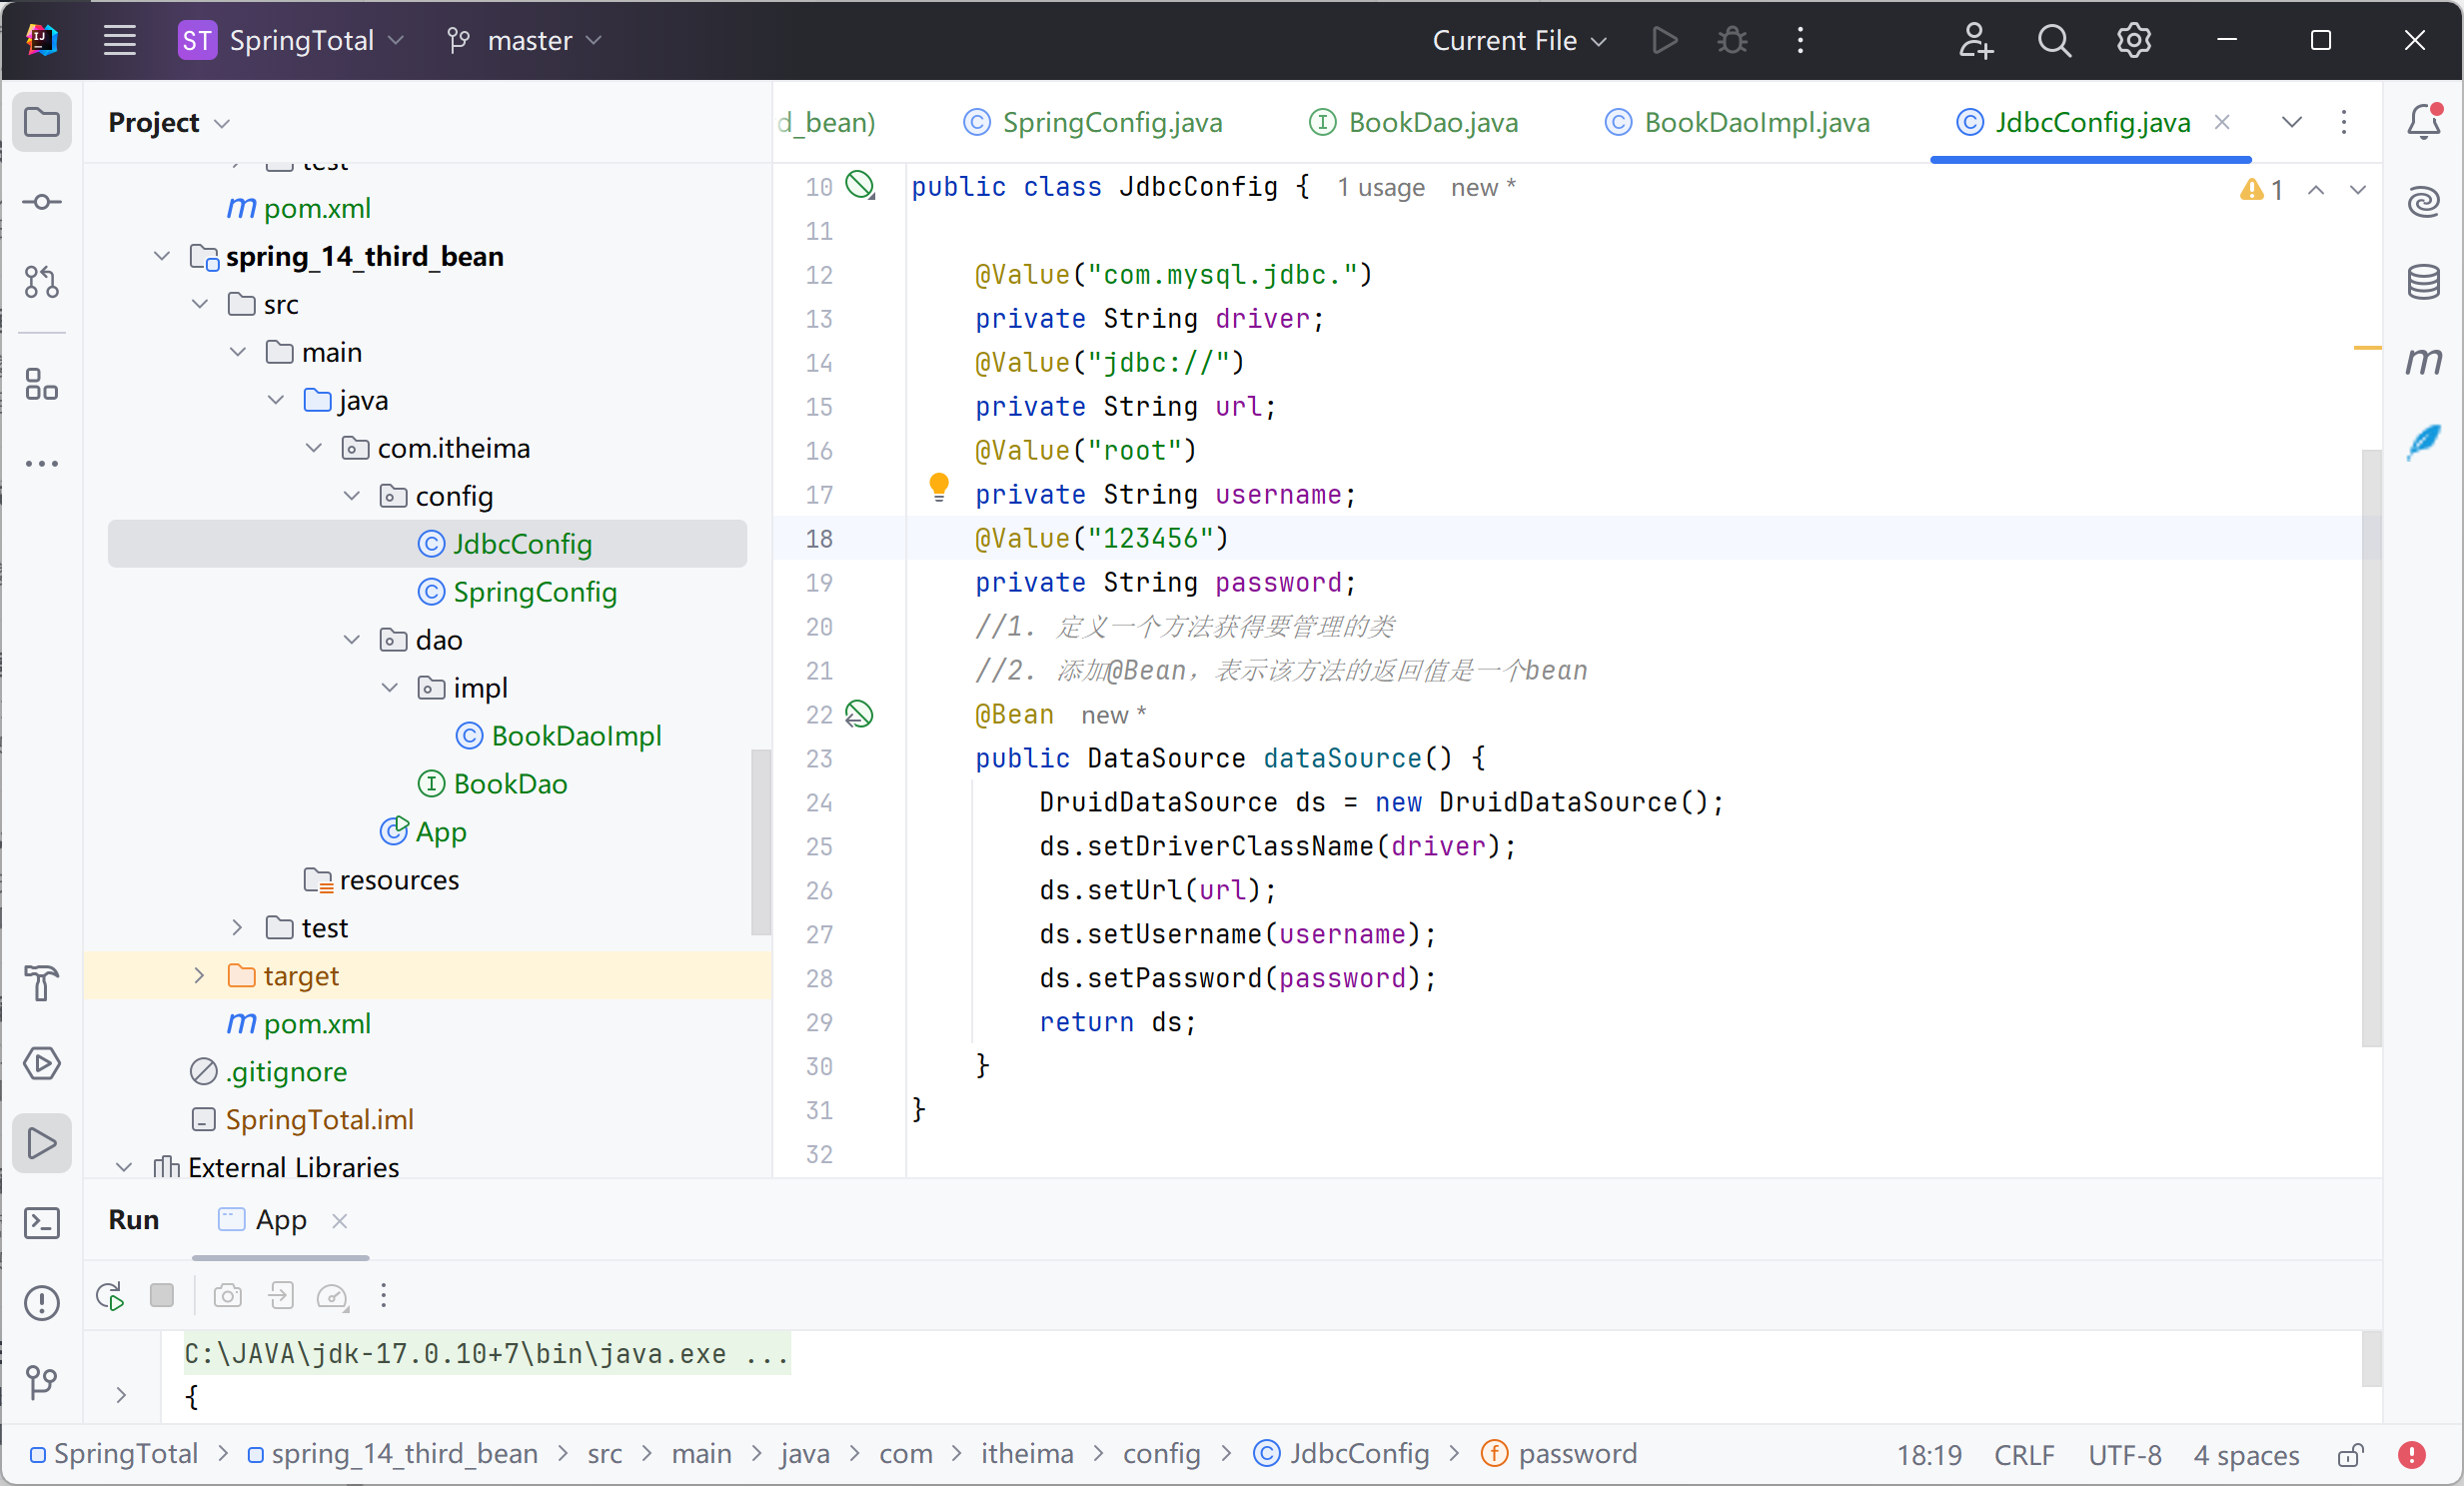 ST SpringTotal master Current File
Project
d_bean) SpringConfig.java BookDao.java BookDaoImpl.java JdbcConfig.java
test
pom.xml
spring_14_third_bean
src
main
java
com.itheima
config
JdbcConfig
SpringConfig
dao
impl
BookDaoImpl
BookDao
App
resources
test
target
pom.xml
.gitignore
SpringTotal.iml
External Libraries
10 public class JdbcConfig { 1 usage new *
1
11
12 @Value("com.mysql.jdbc.")
13 private String driver;
14 @Value("jdbc://")
15 private String url;
16 @Value("root")
17 private String username;
18 @Value("123456")
19 private String password;
20 //1. 定义一个方法获得要管理的类
21 //2. 添加@Bean，表示该方法的返回值是一个bean
22 @Bean new *
23 public DataSource dataSource() {
24 DruidDataSource ds = new DruidDataSource();
25 ds.setDriverClassName(driver);
26 ds.setUrl(url);
27 ds.setUsername(username);
28 ds.setPassword(password);
29 return ds;
30 }
31 }
32
Run App
C:\JAVA\jdk-17.0.10+7\bin\java.exe ...
{
SpringTotal > spring_14_third_bean > src > main > java > com > itheima > config > JdbcConfig > password 18:19 CRLF UTF-8 4 spaces